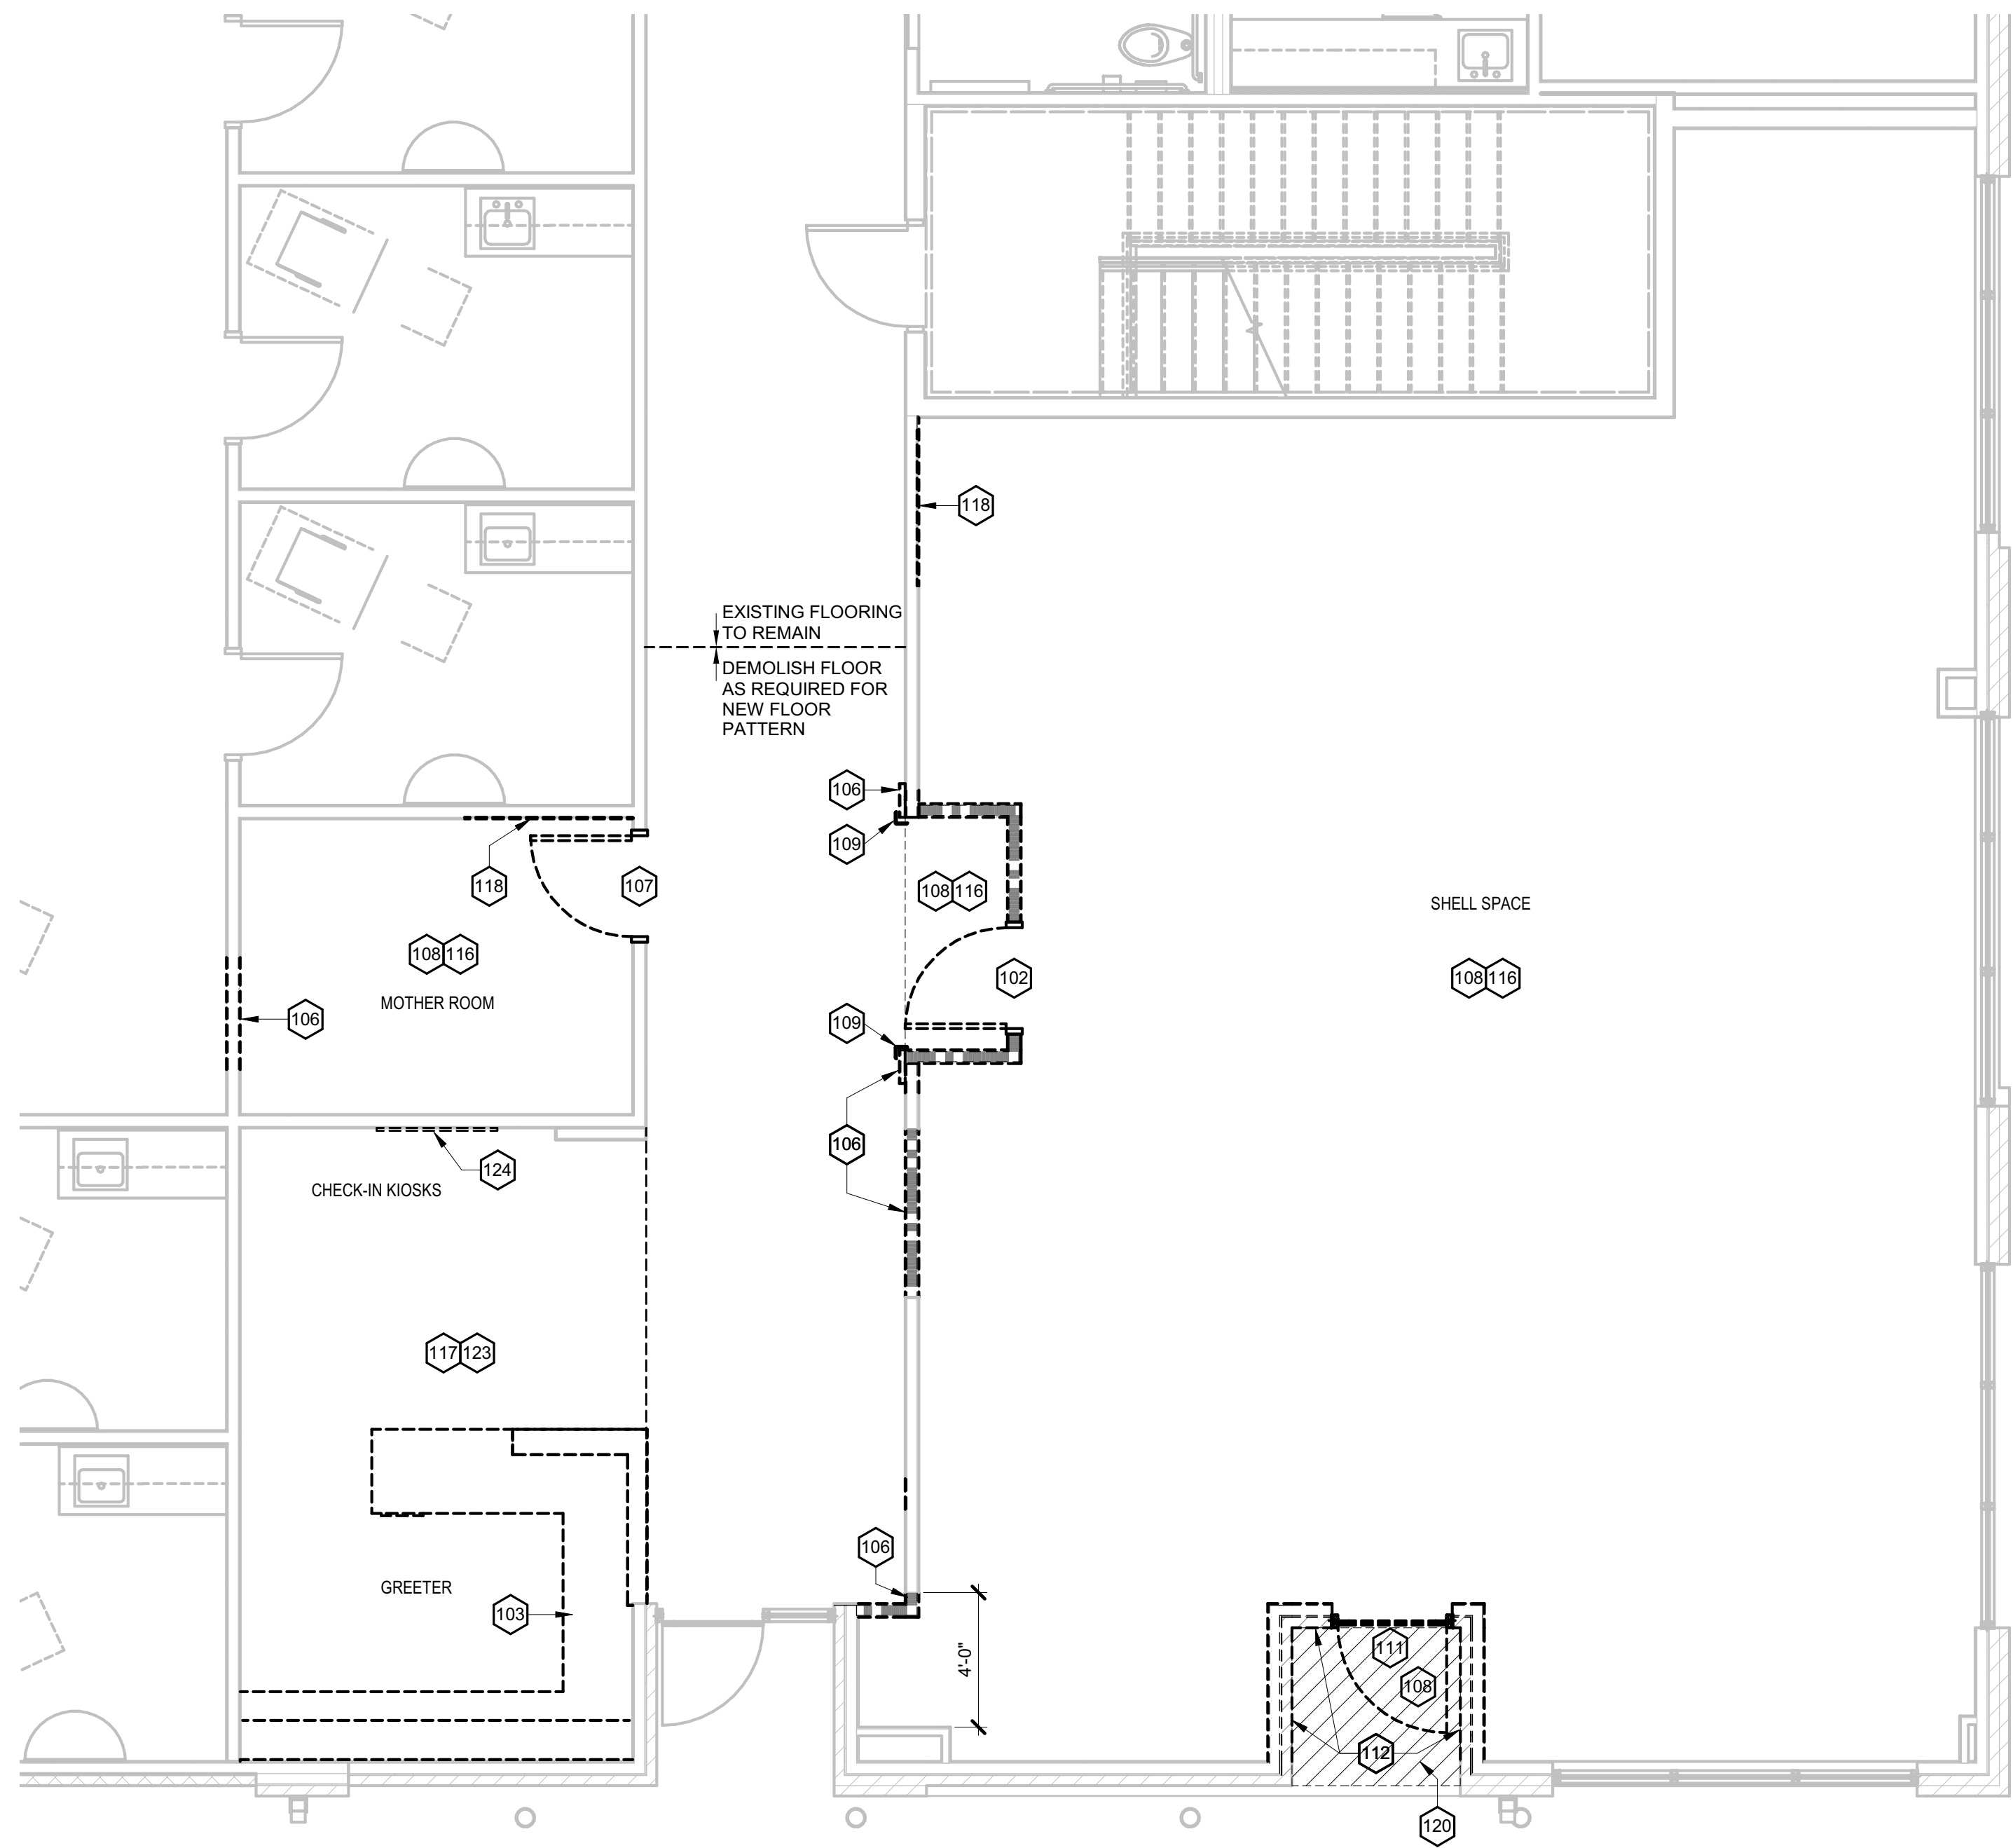 118
EXISTING FLOORING
TO REMAIN
DEMOLISH FLOOR
AS REQUIRED FOR
NEW FLOOR
PATTERN
106
109
118
107
108 116
102
108 116
MOTHER ROOM
106
109
SHELL SPACE
108 116
106
124
CHECK-IN KIOSKS
117 123
106
GREETER
103
4'-0"
111
108
112
120